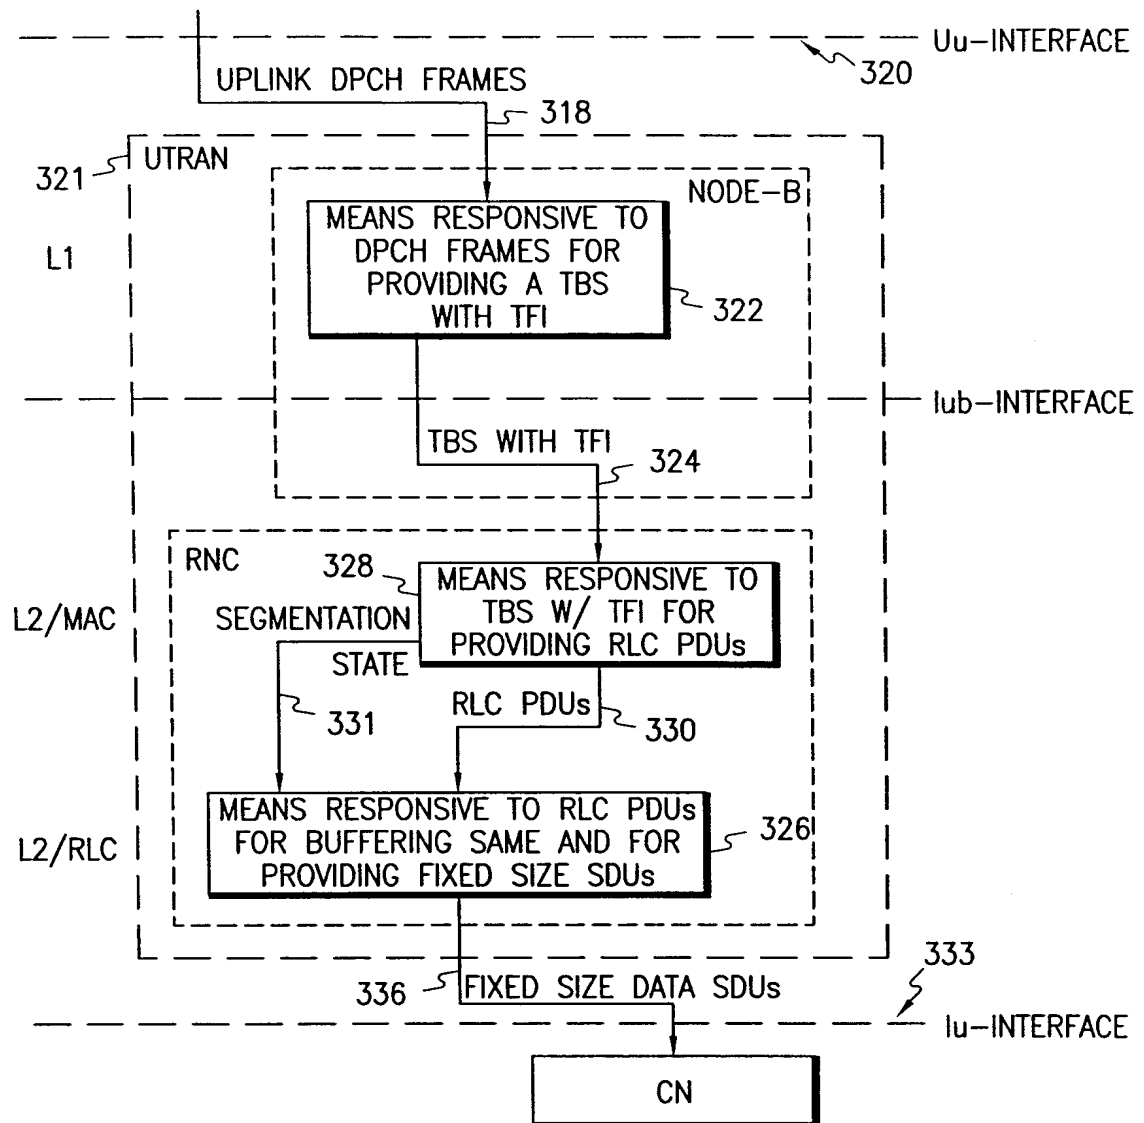 Uu-INTERFACE
320
UPLINK DPCH FRAMES
318
321
UTRAN
NODE-B
L1
MEANS RESPONSIVE TO
DPCH FRAMES FOR
PROVIDING A TBS
WITH TFI
322
Iub-INTERFACE
TBS WITH TFI
324
RNC
328
L2/MAC
MEANS RESPONSIVE TO
TBS W/ TFI FOR
PROVIDING RLC PDUs
SEGMENTATION
STATE
331
RLC PDUs
330
L2/RLC
MEANS RESPONSIVE TO RLC PDUs
FOR BUFFERING SAME AND FOR
PROVIDING FIXED SIZE SDUs
326
336
FIXED SIZE DATA SDUs
333
Iu-INTERFACE
CN